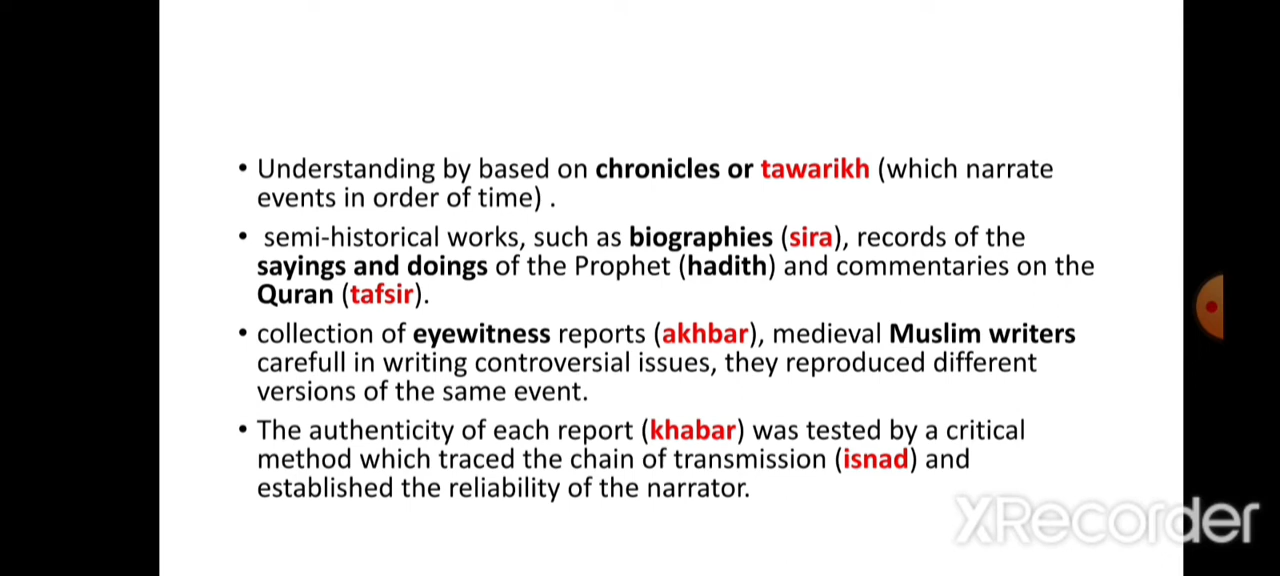 • Understanding by based on chronicles or tawarikh (which narrate
events in order of time) .
• semi-historical works, such as biographies (sira), records of the
sayings and doings of the Prophet (hadith) and commentaries on the
Quran (tafsir).
• collection of eyewitness reports (akhbar), medieval Muslim writers
carefull in writing controversial issues, they reproduced different
versions of the same event.
• The authenticity of each report (khabar) was tested by a critical
method which traced the chain of transmission (isnad) and
established the reliability of the narrator.
XRecorder